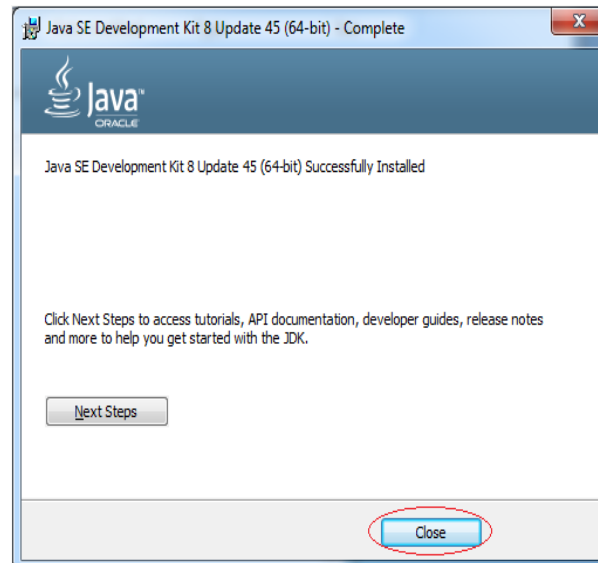 Java SE Development Kit 8 Update 45 (64-bit) - Complete
X
Java™
ORACLE
Java SE Development Kit 8 Update 45 (64-bit) Successfully Installed
Click Next Steps to access tutorials, API documentation, developer guides, release notes
and more to help you get started with the JDK.
Next Steps
Close